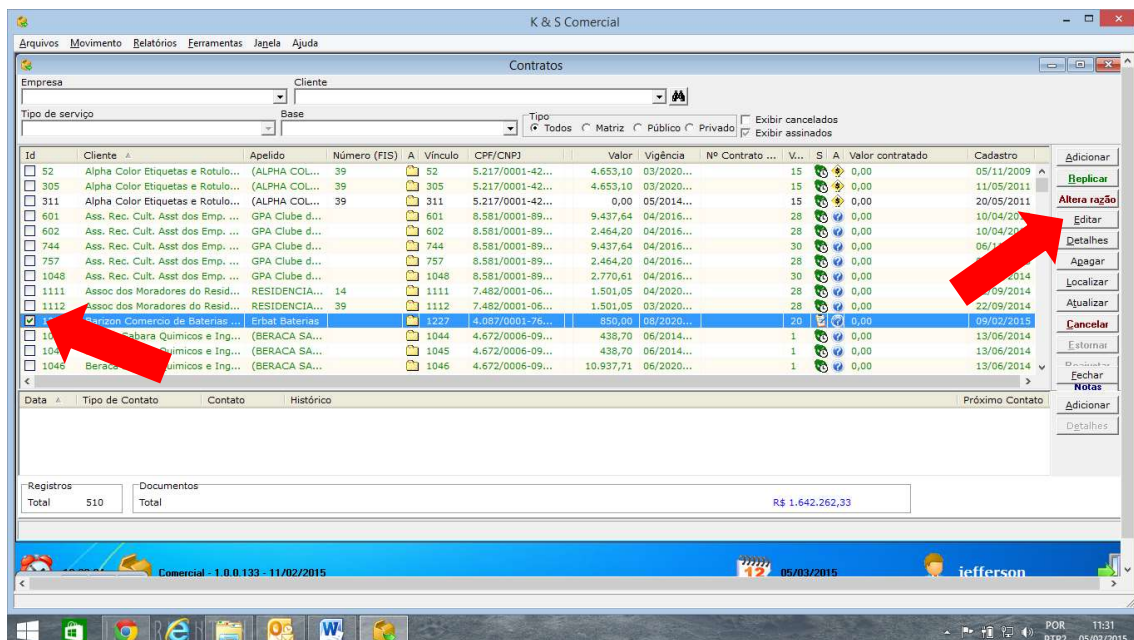 K & S Comercial
Arquivos Movimento Relatórios Ferramentas Janela Ajuda
Contratos
Empresa Cliente
Tipo de serviço Base Tipo
Todos Matriz Público Privado
Exibir cancelados
Exibir assinados
Id Cliente Apelido Número (FIS) A Vínculo CPF/CNPJ Valor Vigência Nº Contrato ... V... S A Valor contratado Cadastro
52 Alpha Color Etiquetas e Rotulo... (ALPHA COL... 39 52 5.217/0001-42... 4.653,10 03/2020... 15 0,00 05/11/2009
305 Alpha Color Etiquetas e Rotulo... (ALPHA COL... 39 305 5.217/0001-42... 4.653,10 03/2020... 15 0,00 11/05/2011
311 Alpha Color Etiquetas e Rotulo... (ALPHA COL... 39 311 5.217/0001-42... 0,00 05/2014... 15 0,00 20/05/2011
601 Ass. Rec. Cult. Asst dos Emp. ... GPA Clube d... 601 8.581/0001-89... 9.437,64 04/2016... 28 0,00
602 Ass. Rec. Cult. Asst dos Emp. ... GPA Clube d... 602 8.581/0001-89... 2.464,20 04/2016... 28 0,00
744 Ass. Rec. Cult. Asst dos Emp. ... GPA Clube d... 744 8.581/0001-89... 9.437,64 04/2016... 30 0,00
757 Ass. Rec. Cult. Asst dos Emp. ... GPA Clube d... 757 8.581/0001-89... 2.464,20 04/2016... 28 0,00
1048 Ass. Rec. Cult. Asst dos Emp. ... GPA Clube d... 1048 8.581/0001-89... 2.770,61 04/2016... 30 0,00
1111 Assoc dos Moradores do Resid... RESIDENCIA... 14 1111 7.482/0001-06... 1.501,05 04/2020... 28 0,00 /09/2014
1112 Assoc dos Moradores do Resid... RESIDENCIA... 39 1112 7.482/0001-06... 1.501,05 03/2020... 28 0,00 22/09/2014
Barizon Comercio de Baterias ... Erbat Baterias 1227 4.087/0001-76... 850,00 08/2020... 20 0,00 09/02/2015
Sabara Quimicos e Ing... (BERACA SA... 1044 4.672/0006-09... 438,70 06/2014... 1 0,00 13/06/2014
Quimicos e Ing... (BERACA SA... 1045 4.672/0006-09... 438,70 06/2014... 1 0,00 13/06/2014
1046 Beraca uimicos e Ing... (BERACA SA... 1046 4.672/0006-09... 10.937,71 06/2020... 1 0,00 13/06/2014
Adicionar
Replicar
Altera razão
Editar
Detalhes
Apagar
Localizar
Atualizar
Cancelar
Estornar
Fechar
Notas
Data Tipo de Contato Contato Histórico Próximo Contato
Adicionar
Detalhes
Registros Documentos
Total 510 Total R$ 1.642.262,33
Comercial - 1.0.0.133 - 11/02/2015 12 05/03/2015 jefferson
POR 11:31
PTB2 05/03/2015